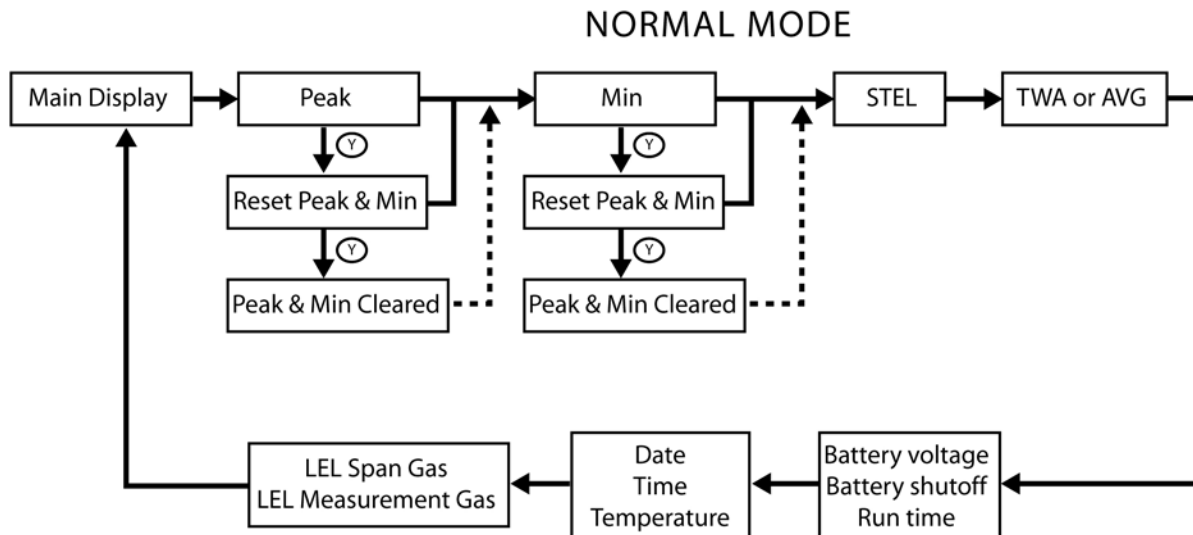 NORMAL MODE
Main Display
Peak
Min
STEL
TWA or AVG
Y
Y
Reset Peak & Min
Reset Peak & Min
Y
Y
Peak & Min Cleared
Peak & Min Cleared
LEL Span Gas
LEL Measurement Gas
Date
Time
Temperature
Battery voltage
Battery shutoff
Run time